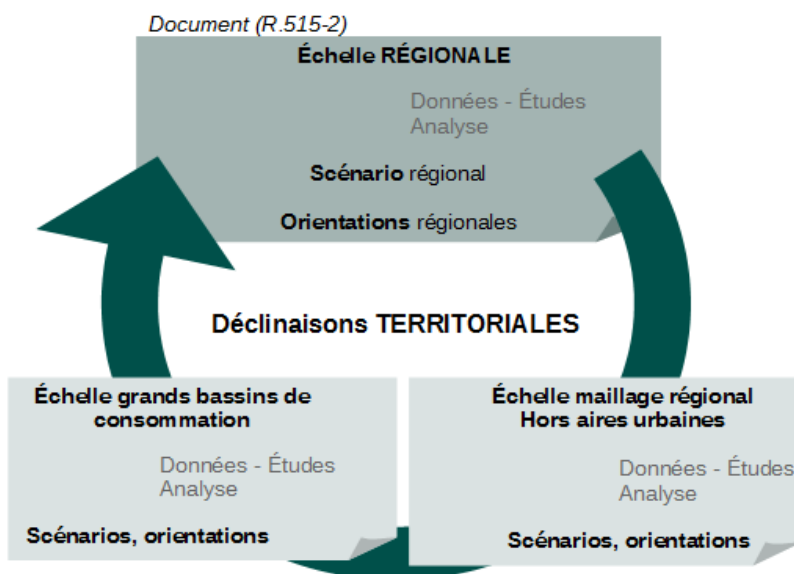 Document (R.515-2)
Échelle RÉGIONALE
Données - Études
Analyse
Scénario régional
Orientations régionales
Déclinaisons TERRITORIALES
Échelle grands bassins de
consommation
Données - Études
Analyse
Scénarios, orientations
Échelle maillage régional
Hors aires urbaines
Données - Études
Analyse
Scénarios, orientations